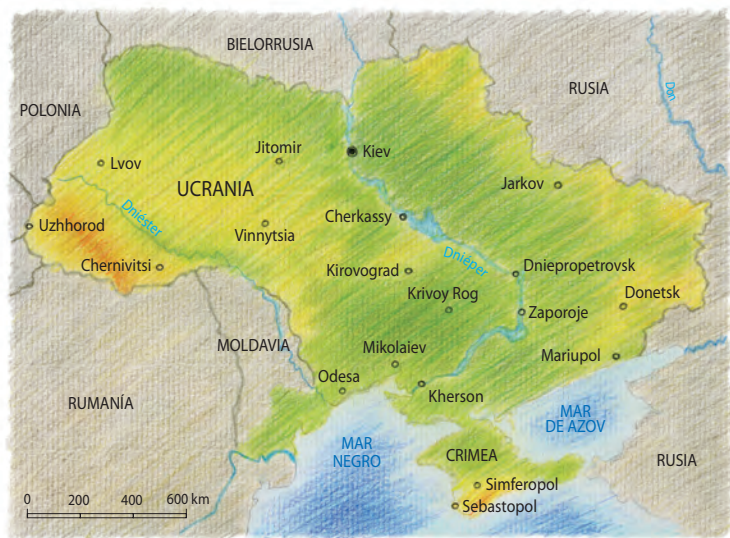 BIELORRUSIA
POLONIA
RUSIA
Don
Lvov
Jitomir
Kiev
UCRANIA
Jarkov
Uzhhorod
Dniéster
Vinnytsia
Cherkassy
Chernivitsi
Kirovograd
Dniéper
Dniepropetrovsk
Krivoy Rog
Zaporoje
Donetsk
MOLDAVIA
Mikolaiev
Mariupol
Odesa
Kherson
RUMANÍA
MAR
NEGRO
MAR
DE AZOV
CRIMEA
RUSIA
Simferopol
Sebastopol
0 200 400 600 km